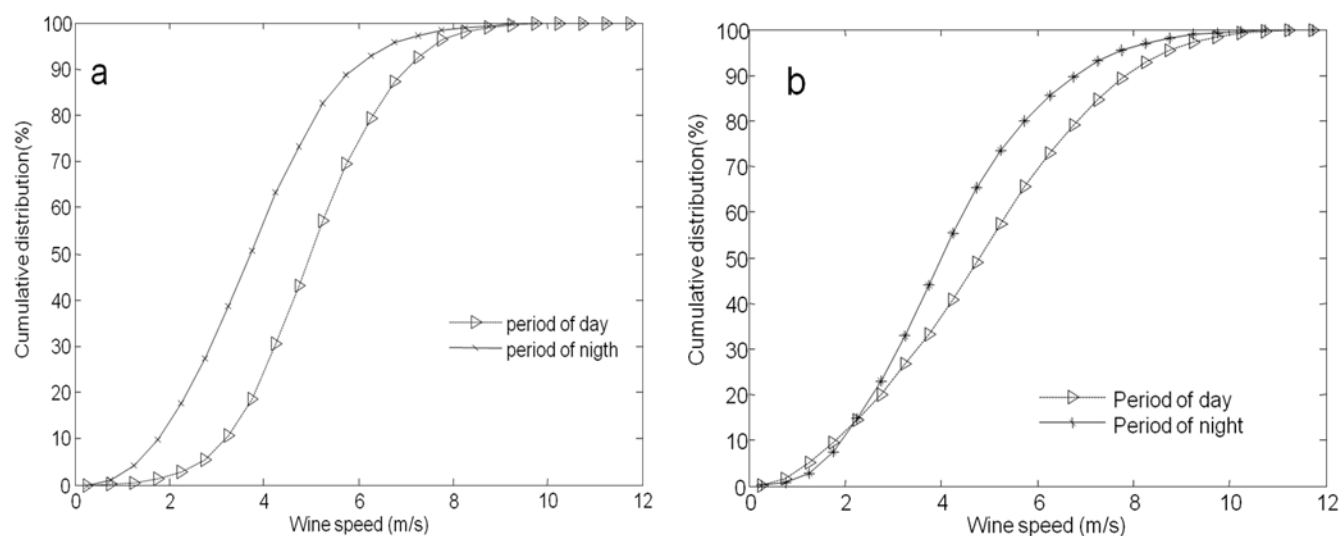 a
Cumulative distribution(%)
100
90
80
70
60
50
40
30
20
10
0
0 2 4 6 8 10 12
Wine speed (m/s)
period of day
period of nigth
b
Cumulative distribution(%)
100
90
80
70
60
50
40
30
20
10
0
0 2 4 6 8 10 12
Wine speed (m/s)
Period of day
Period of night